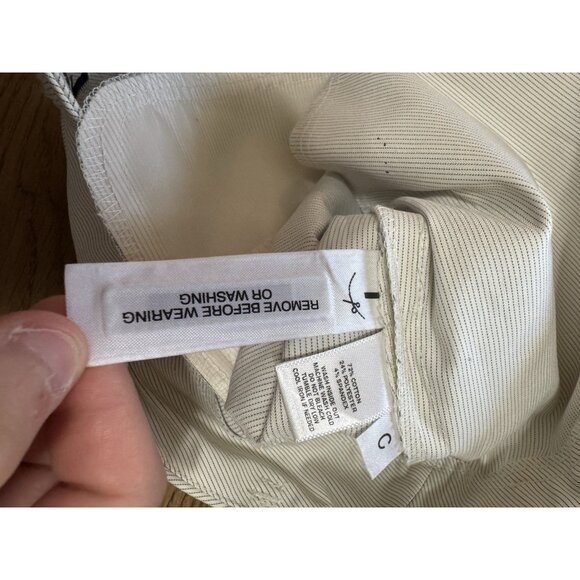 REMOVE BEFORE WEARING
OR WASHING
72% COTTON
24% POLYESTER
4% SPANDEX
WASH INSIDE OUT
MACHINE WASH COLD
DO NOT BLEACH
TUMBLE DRY LOW
COOL IRON IF NEEDED
C